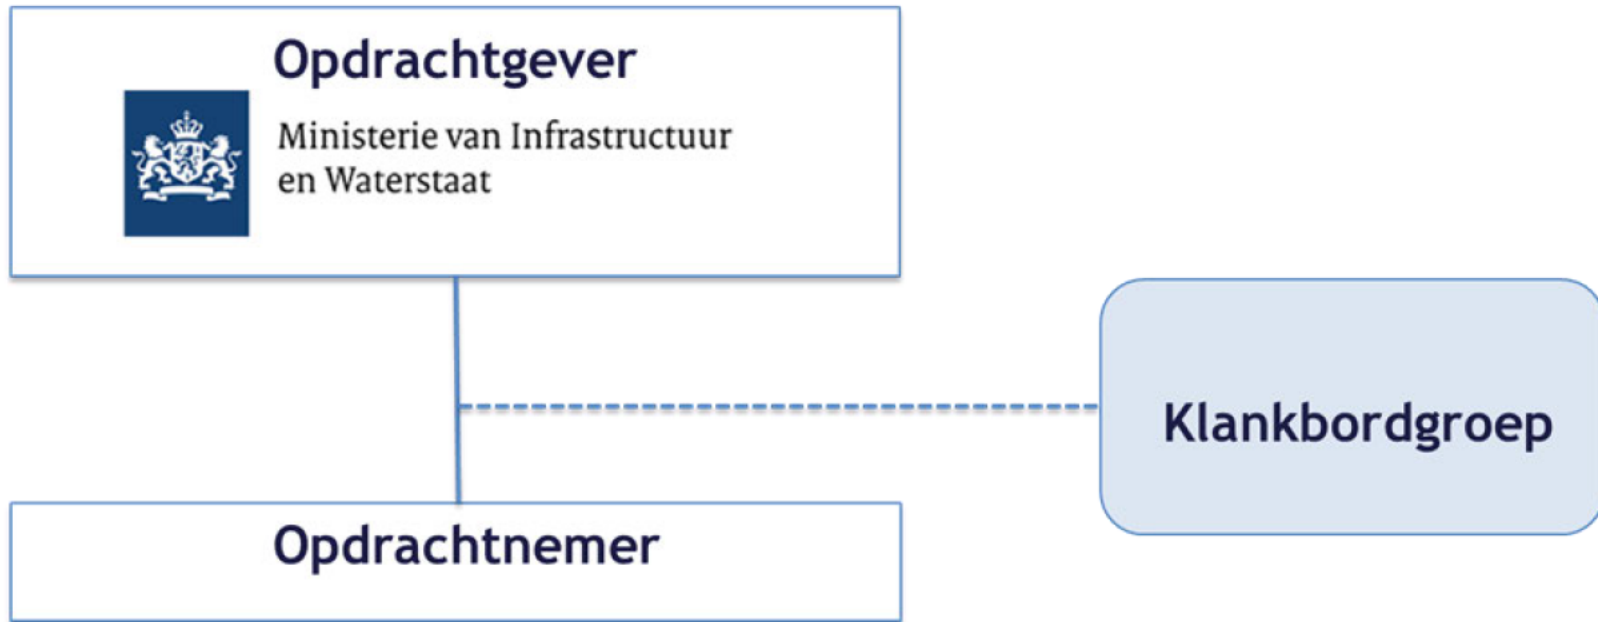 Opdrachtgever
Ministerie van Infrastructuur
en Waterstaat
Klankbordgroep
Opdrachtnemer